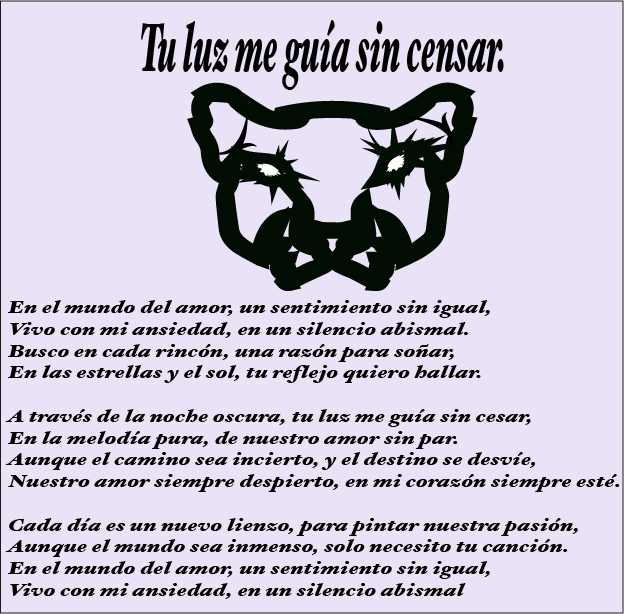 Tu luz me guía sin censar.
En el mundo del amor, un sentimiento sin igual,
Vivo con mi ansiedad, en un silencio abismal.
Busco en cada rincón, una razón para soñar,
En las estrellas y el sol, tu reflejo quiero hallar.
A través de la noche oscura, tu luz me guía sin cesar,
En la melodía pura, de nuestro amor sin par.
Aunque el camino sea incierto, y el destino se desvíe,
Nuestro amor siempre despierto, en mi corazón siempre esté.
Cada día es un nuevo lienzo, para pintar nuestra pasión,
Aunque el mundo sea inmenso, solo necesito tu canción.
En el mundo del amor, un sentimiento sin igual,
Vivo con mi ansiedad, en un silencio abismal